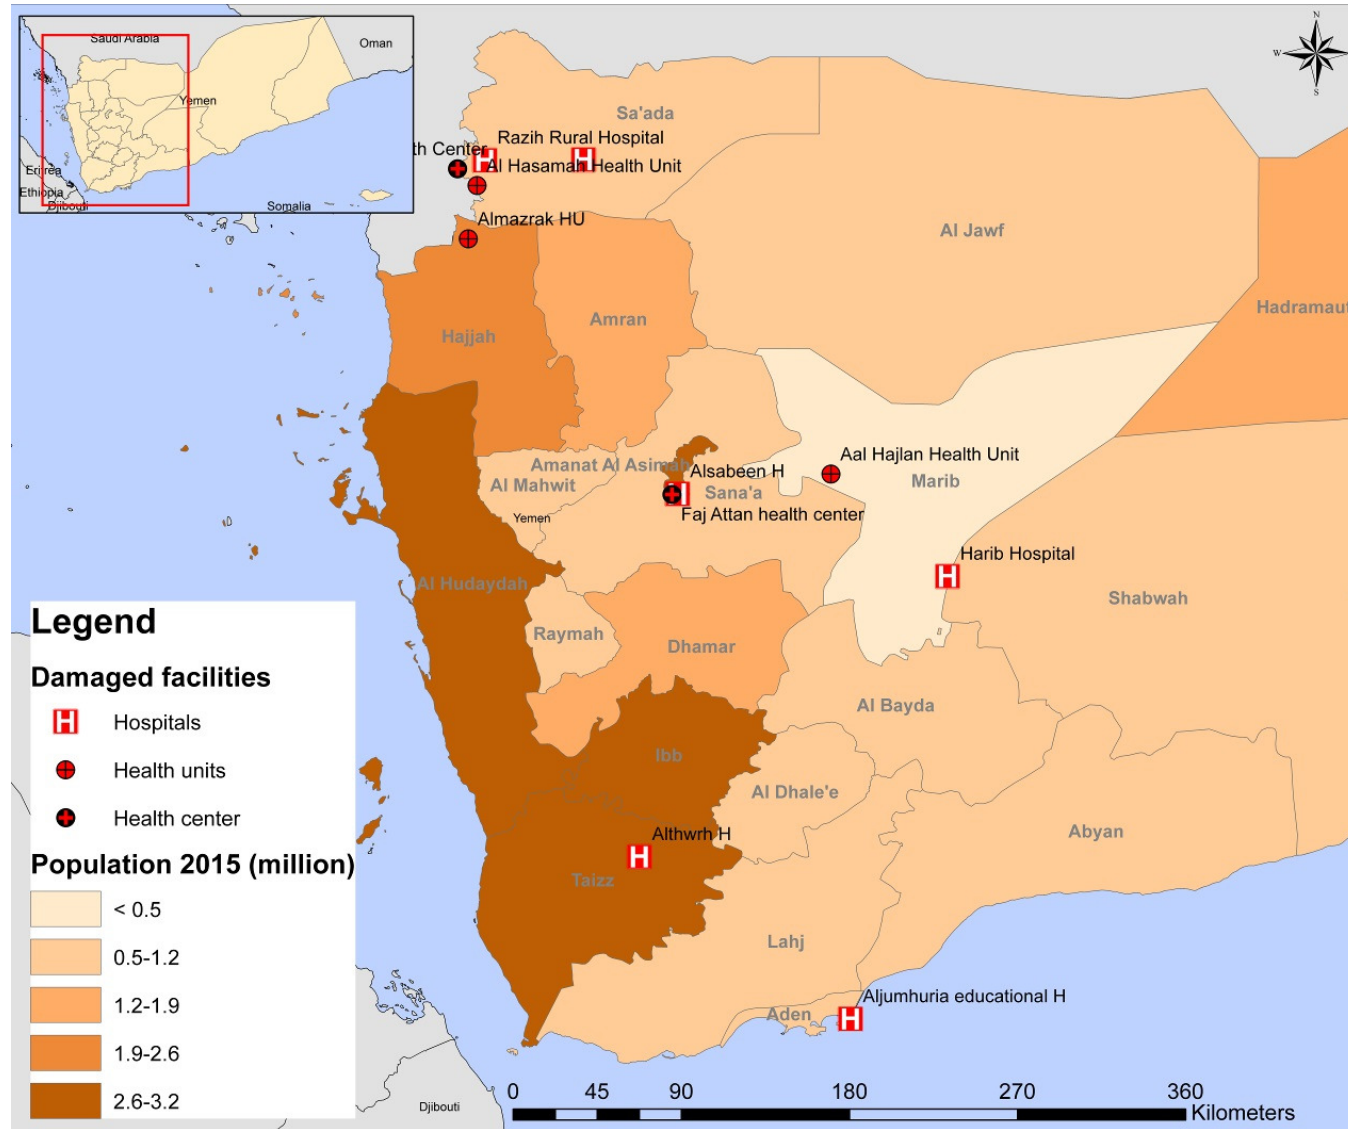 N
W
E
S
Saudi Arabia
Oman
Yemen
Eritrea
Ethiopia
Djibouti
Somalia
Sa'ada
Razih Rural Hospital
th Center
Al Hasamah Health Unit
Almazrak HU
Al Jawf
Hadramaut
Amran
Hajjah
Aal Hajlan Health Unit
Amanat Al Asimah
Alsabeen H
Al Mahwit
Sana'a
Marib
Yemen
Faj Attan health center
Harib Hospital
Al Hudaydah
Shabwah
Raymah
Dhamar
Al Bayda
Ibb
Al Dhale'e
Althwrh H
Abyan
Taizz
Lahj
Aljumhuria educational H
Aden
Djibouti
Legend
Damaged facilities
H Hospitals
Health units
Health center
Population 2015 (million)
< 0.5
0.5-1.2
1.2-1.9
1.9-2.6
2.6-3.2
0 45 90 180 270 360
Kilometers